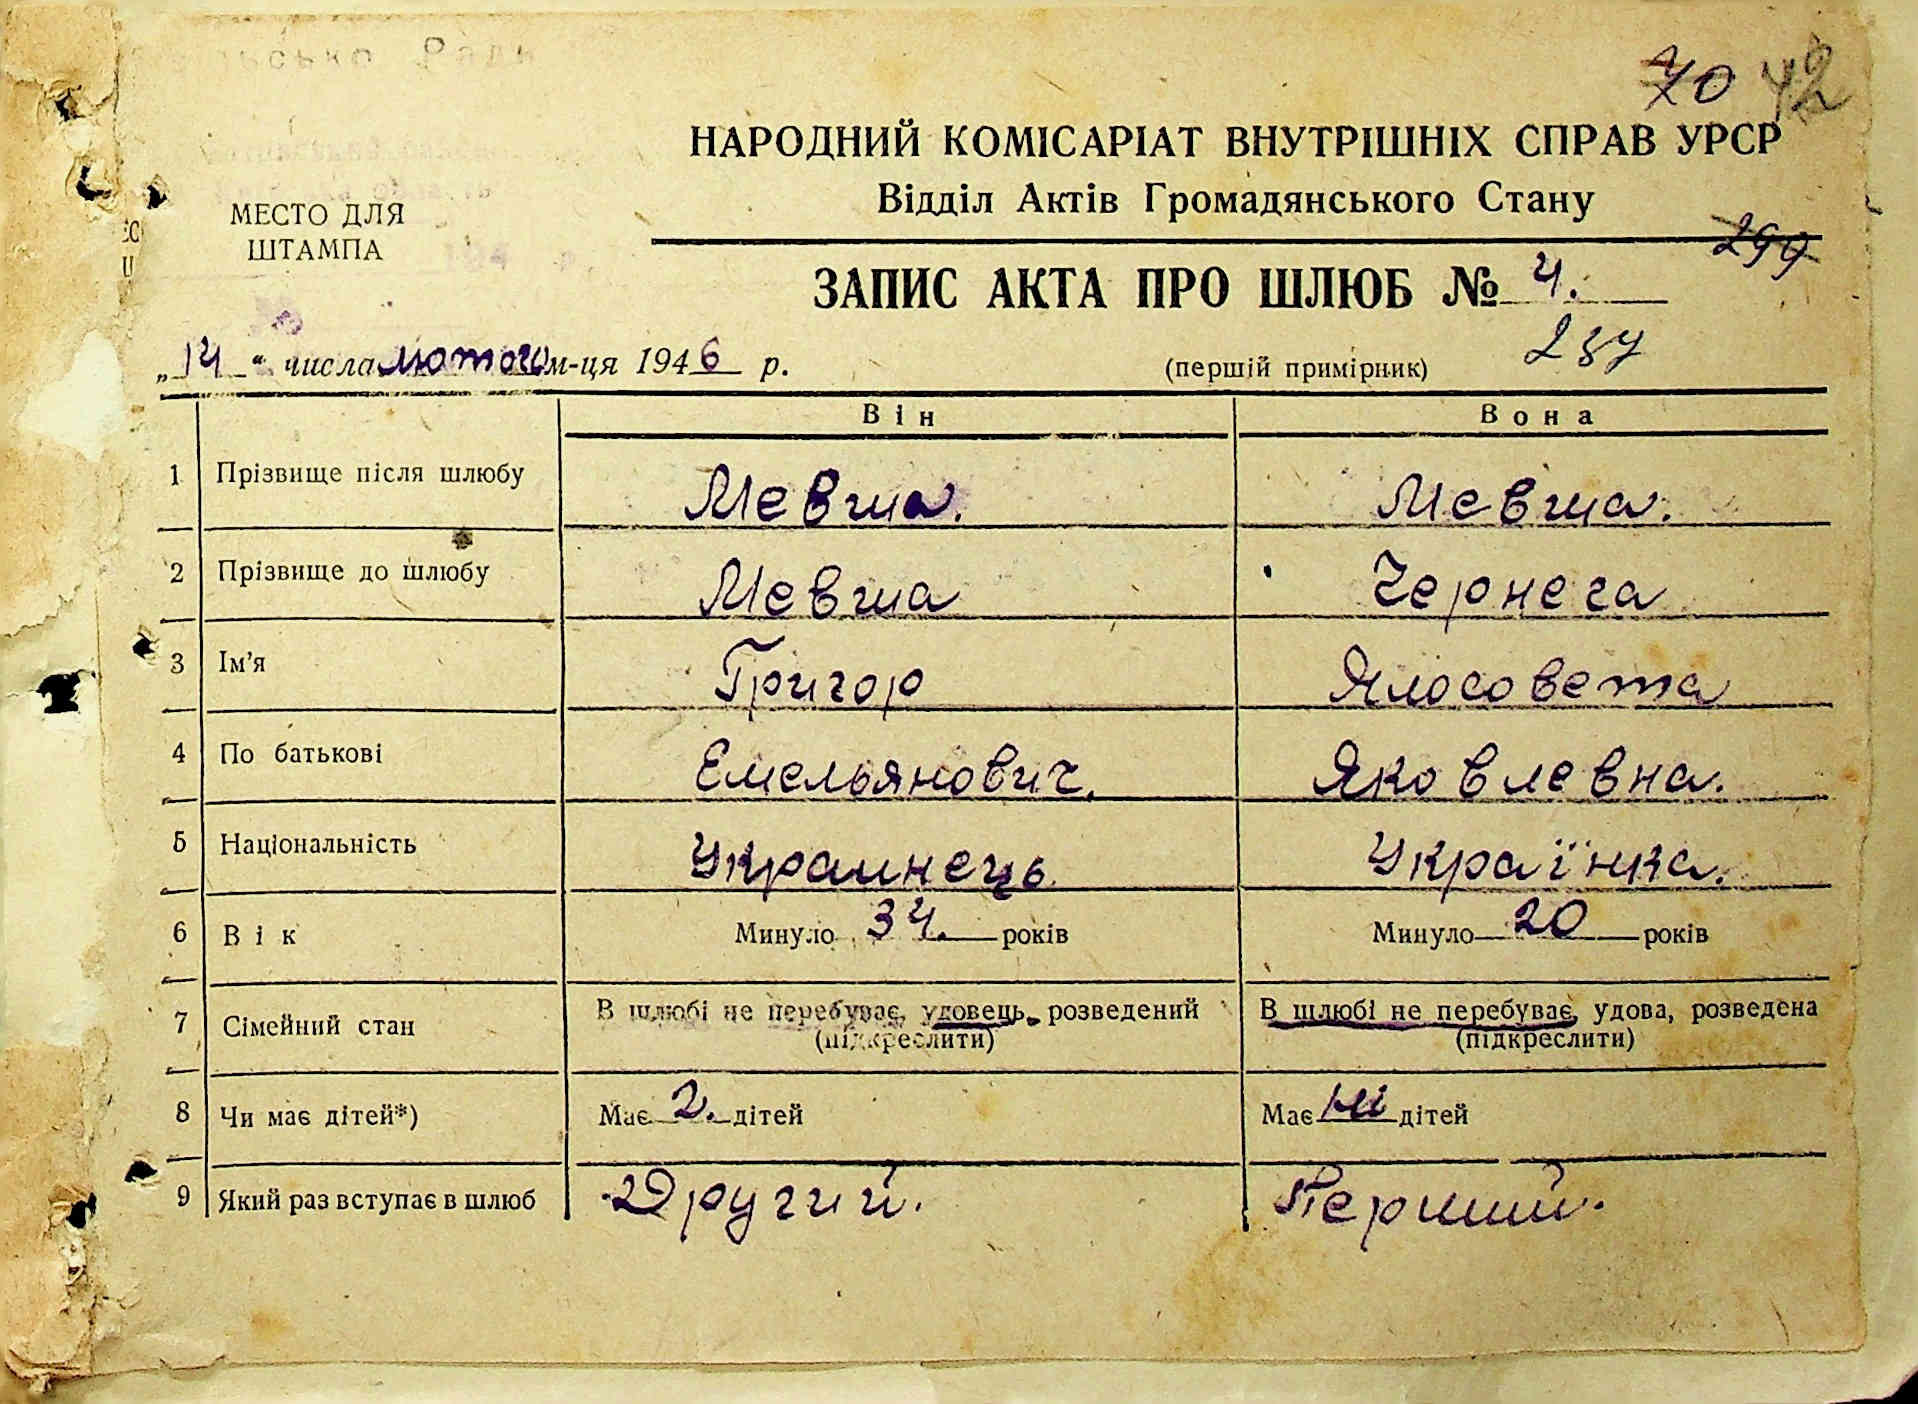 70 42
НАРОДНИЙ КОМІСАРІАТ ВНУТРІШНІХ СПРАВ УРСР
Відділ Актів Громадянського Стану
МЕСТО ДЛЯ
ШТАМПА
299
ЗАПИС АКТА ПРО ШЛЮБ № 4.
„14“ числа лютого м-ця 1946 р.
(першій примірник)
Він Вона
1 Прізвище після шлюбу Мевша. Мевша.
2 Прізвище до шлюбу Мевша Чернега
3 Ім’я Григор Ялосовета
4 По батькові Емельянович. Яковлевна.
5 Національність Украинець Українка.
6 Вік Минуло 34. років Минуло 20 років
7 Сімейний стан В шлюбі не перебуває, удовець, розведений В шлюбі не перебуває, удова, розведена
(підкреслити) (підкреслити)
8 Чи має дітей*) Має 2. дітей Має ні дітей
9 Який раз вступає в шлюб Другий. Перший.